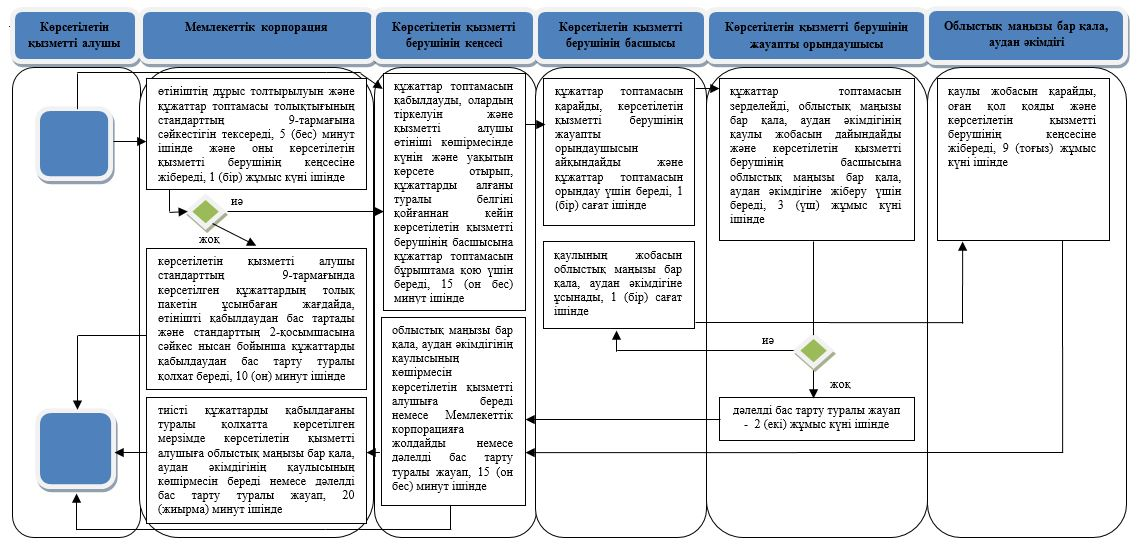 Көрсетілетін
қызметті алушы
Мемлекеттік корпорация
Көрсетілетін қызметті
берушінің кеңсесі
Көрсетілетін қызметті
берушінің басшысы
Көрсетілетін қызметті берушінің
жауапты орындаушысы
Облыстық маңызы бар қала,
аудан әкімдігі
өтініштің дұрыс толтырылуын және
құжаттар топтамасы толықтығының
стандарттың 9-тармағына
сәйкестігін тексереді, 5 (бес) минут
ішінде және оны көрсетілетін
қызметті берушінің кеңсесіне
жібереді, 1 (бір) жұмыс күні ішінде
иә
жоқ
көрсетілетін қызметті алушы
стандарттың 9-тармағында
көрсетілген құжаттардың толық
пакетін ұсынбаған жағдайда,
өтінішті қабылдаудан бас тартады
және стандарттың 2-қосымшасына
сәйкес нысан бойынша құжаттарды
қабылдаудан бас тарту туралы
қолхат береді, 10 (он) минут ішінде
тиісті құжаттарды қабылдағаны
туралы қолхатта көрсетілген
мерзімде көрсетілетін қызметті
алушыға облыстық маңызы бар қала,
аудан әкімдігінің қаулысының
көшірмесін береді немесе дәлелді
бас тарту туралы жауап, 20
(жиырма) минут ішінде
құжаттар топтамасын
қабылдауды, олардың
тіркелуін және
қызметті алушы
өтініші көшірмесінде
күнін және уақытын
көрсете отырып,
құжаттарды алғаны
туралы белгіні
қойғаннан кейін
көрсетілетін қызметті
берушінің басшысына
құжаттар топтамасын
бұрыштама қою үшін
береді, 15 (он бес)
минут ішінде
облыстық маңызы бар
қала, аудан әкімдігінің
қаулысының
көшірмесін
көрсетілетін қызметті
алушыға береді
немесе Мемлекеттік
корпорацияға
жолдайды немесе
дәлелді бас тарту
туралы жауап, 15 (он
бес) минут ішінде
құжаттар топтамасын
қарайды, көрсетілетін
қызметті берушінің
жауапты
орындаушысын
айқындайды және
құжаттар топтамасын
орындау үшін береді, 1
(бір) сағат ішінде
қаулының жобасын
облыстық маңызы бар
қала, аудан әкімдігіне
ұсынады, 1 (бір) сағат
ішінде
құжаттар топтамасын
зерделейді, облыстық маңызы
бар қала, аудан әкімдігінің
қаулы жобасын дайындайды
және көрсетілетін қызметті
берушінің басшысына
облыстық маңызы бар қала,
аудан әкімдігіне жіберу үшін
береді, 3 (үш) жұмыс күні
ішінде
иә
жоқ
дәлелді бас тарту туралы жауап
- 2 (екі) жұмыс күні ішінде
қаулы жобасын қарайды,
оған қол қояды және
көрсетілетін қызметті
берушінің кеңсесіне
жібереді, 9 (тоғыз) жұмыс
күні ішінде